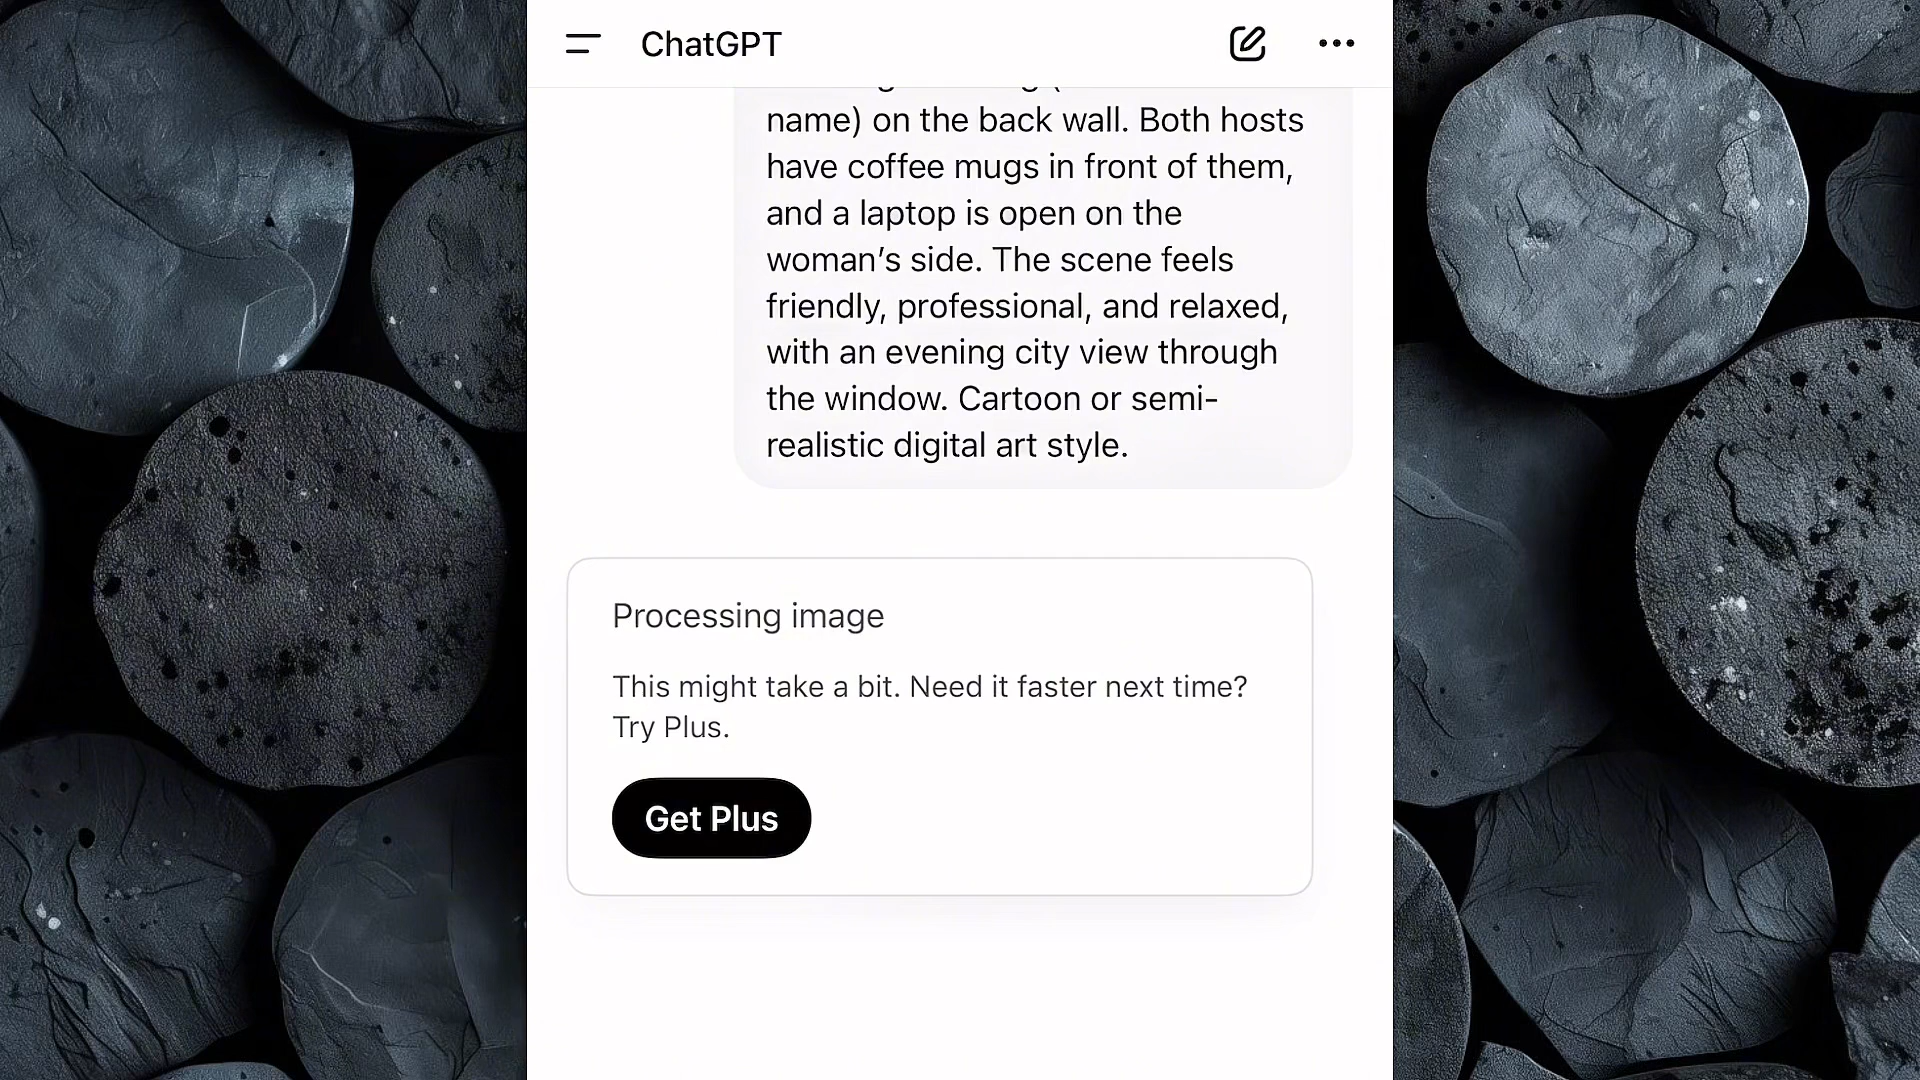 ChatGPT
name) on the back wall. Both hosts
have coffee mugs in front of them,
and a laptop is open on the
woman’s side. The scene feels
friendly, professional, and relaxed,
with an evening city view through
the window. Cartoon or semi-
realistic digital art style.
Processing image
This might take a bit. Need it faster next time?
Try Plus.
Get Plus